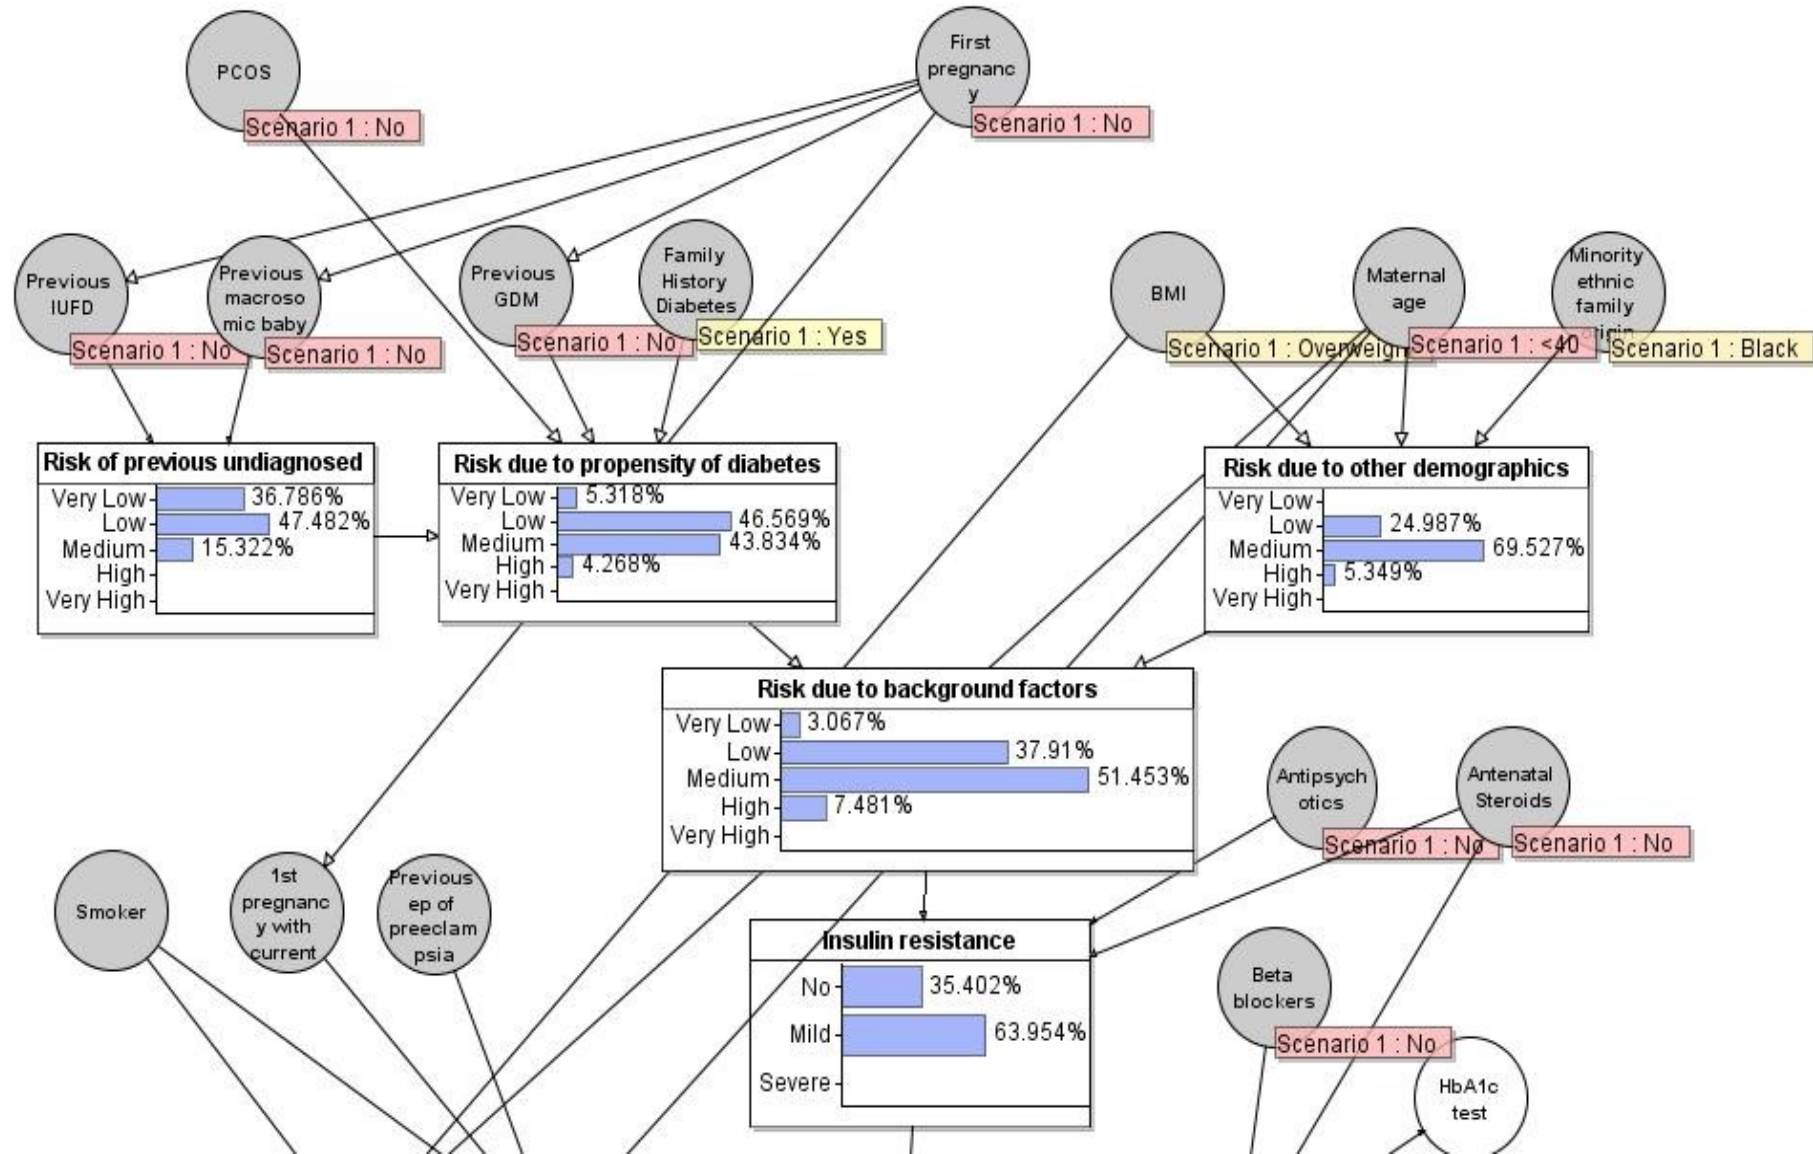 PCOS
Scenario 1 : No
First
pregnanc
y
Scenario 1 : No
Previous
IUFD
Scenario 1 : No
Previous
macroso
mic baby
Scenario 1 : No
Previous
GDM
Scenario 1 : No
Family
History
Diabetes
Scenario 1 : Yes
BMI
Scenario 1 : Overweigh
Maternal
age
Scenario 1 : <40
Minority
ethnic
family
origin
Scenario 1 : Black
Risk of previous undiagnosed
Very Low 36.786%
Low 47.482%
Medium 15.322%
High
Very High
Risk due to propensity of diabetes
Very Low 5.318%
Low 46.569%
Medium 43.834%
High 4.268%
Very High
Risk due to other demographics
Very Low
Low 24.987%
Medium 69.527%
High 5.349%
Very High
Risk due to background factors
Very Low 3.067%
Low 37.91%
Medium 51.453%
High 7.481%
Very High
Antipsych
otics
Scenario 1 : No
Antenatal
Steroids
Scenario 1 : No
Smoker
1st
pregnanc
y with
current
Previous
ep of
preeclam
psia
Insulin resistance
No 35.402%
Mild 63.954%
Severe
Beta
blockers
Scenario 1 : No
HbA1c
test